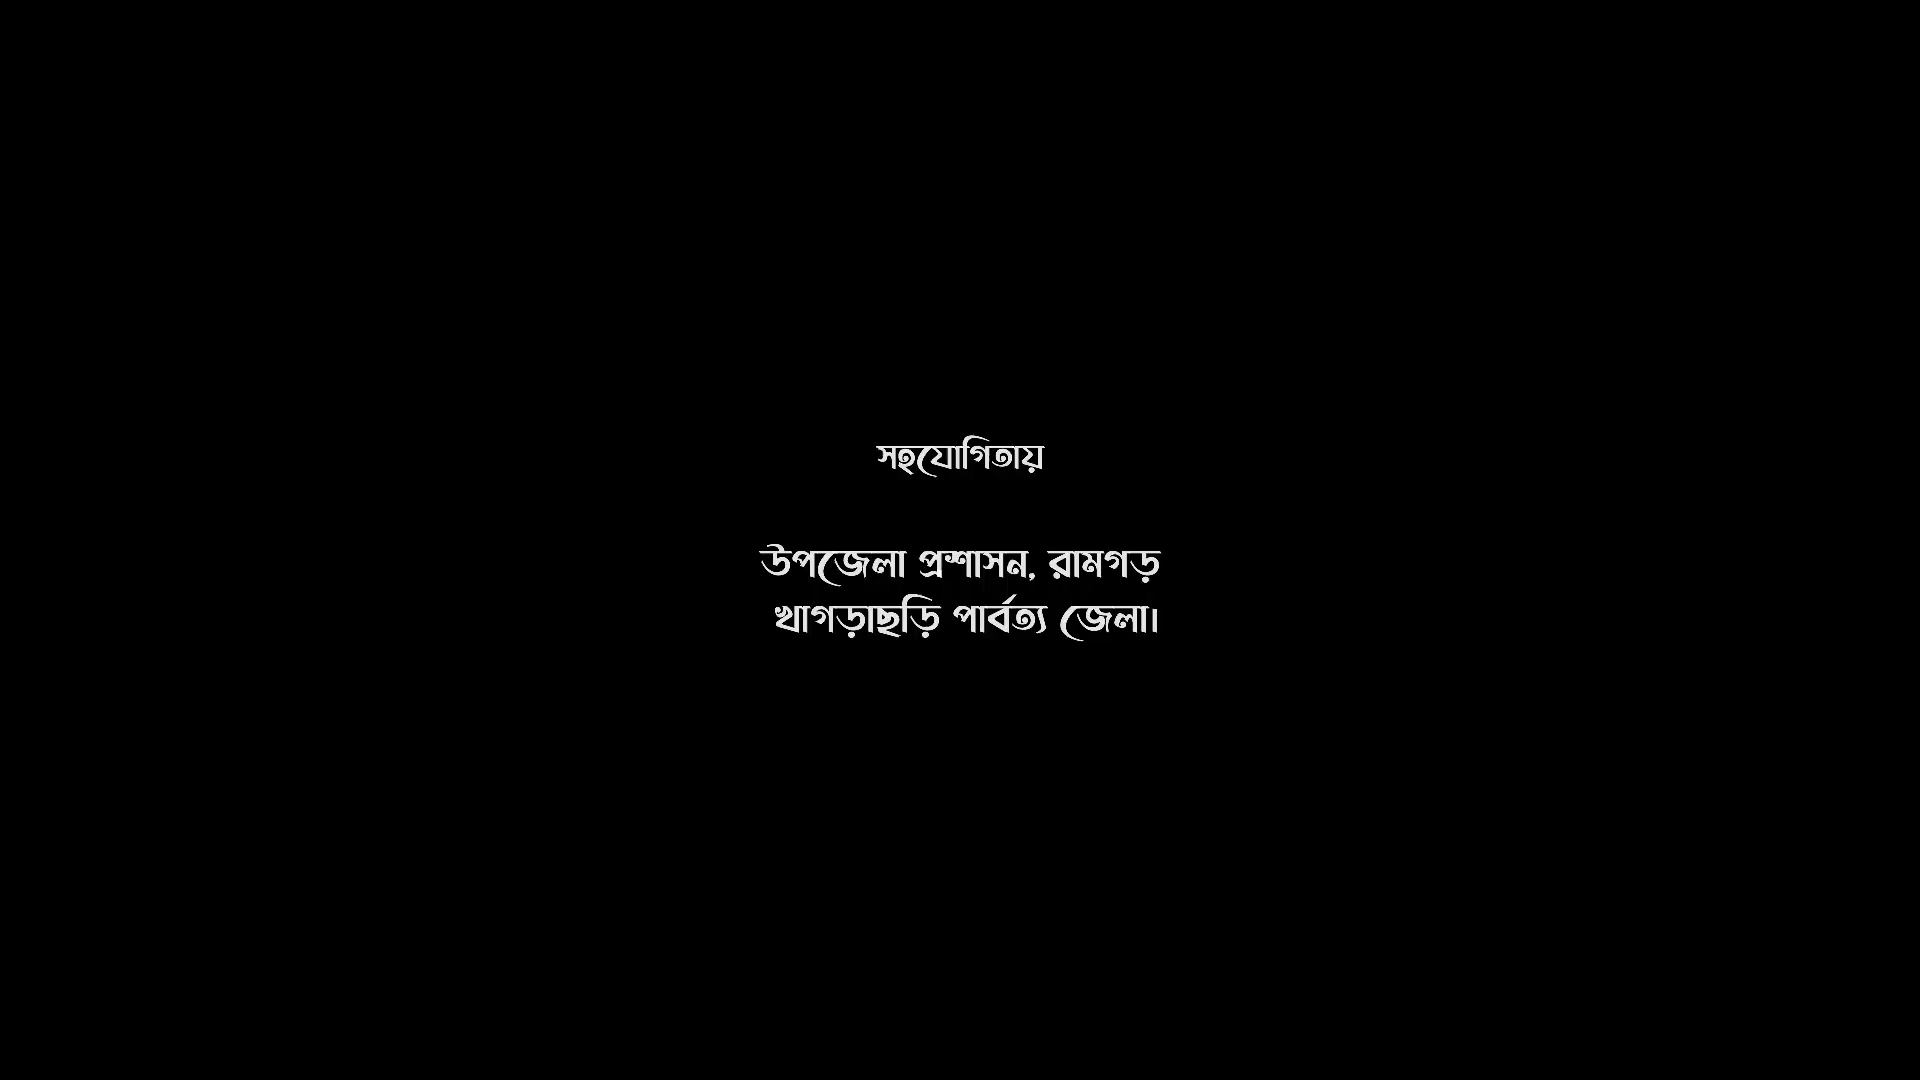 সহযোগিতায়
উপজেলা প্রশাসন, রামগড়
খাগড়াছড়ি পার্বত্য জেলা।